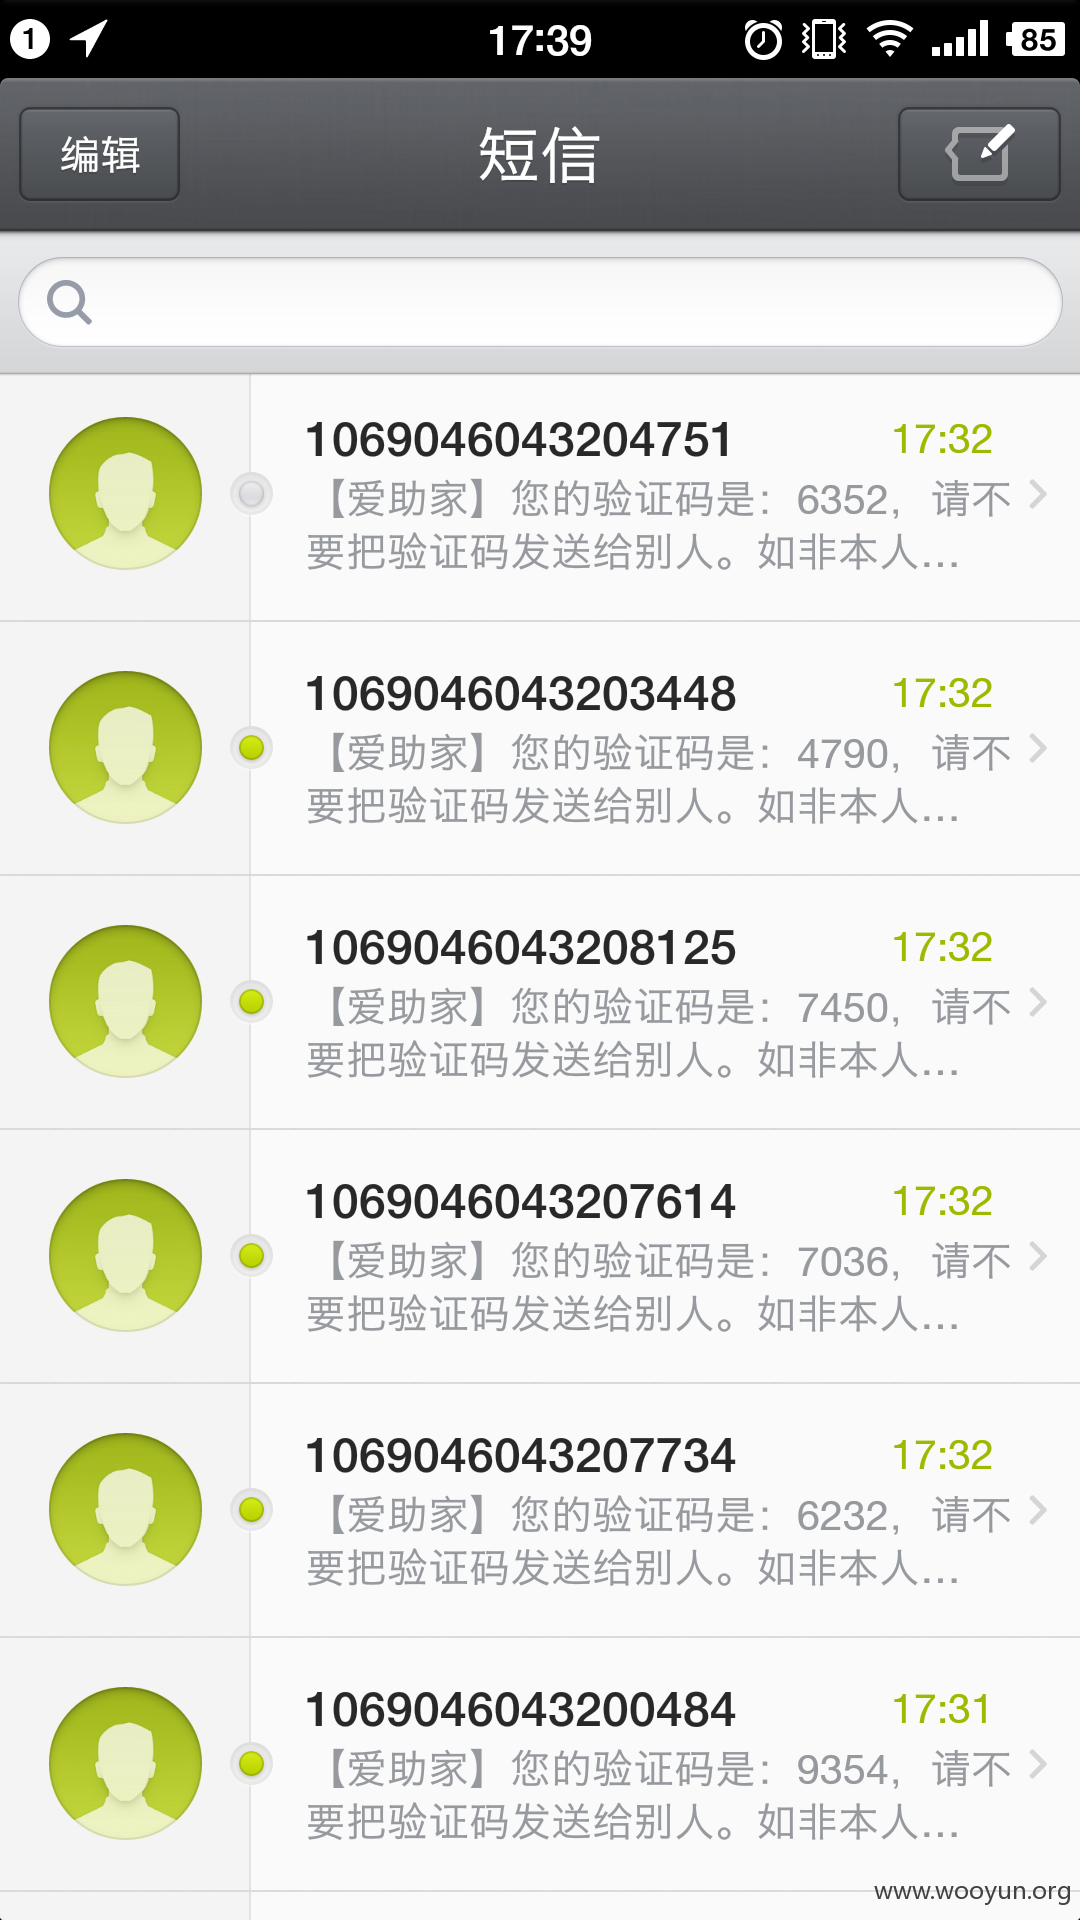 1
17:39
85
编辑
短信
10690460432​04751 17:32
【爱助家】您的验证码是：6352，请不
要把验证码发送给别人。如非本人...
1069046043203448 17:32
【爱助家】您的验证码是：4790，请不
要把验证码发送给别人。如非本人...
1069046043208125 17:32
【爱助家】您的验证码是：7450，请不
要把验证码发送给别人。如非本人...
1069046043207614 17:32
【爱助家】您的验证码是：7036，请不
要把验证码发送给别人。如非本人...
1069046043207734 17:32
【爱助家】您的验证码是：6232，请不
要把验证码发送给别人。如非本人...
1069046043200484 17:31
【爱助家】您的验证码是：9354，请不
要把验证码发送给别人。如非本人...
www.wooyun.org